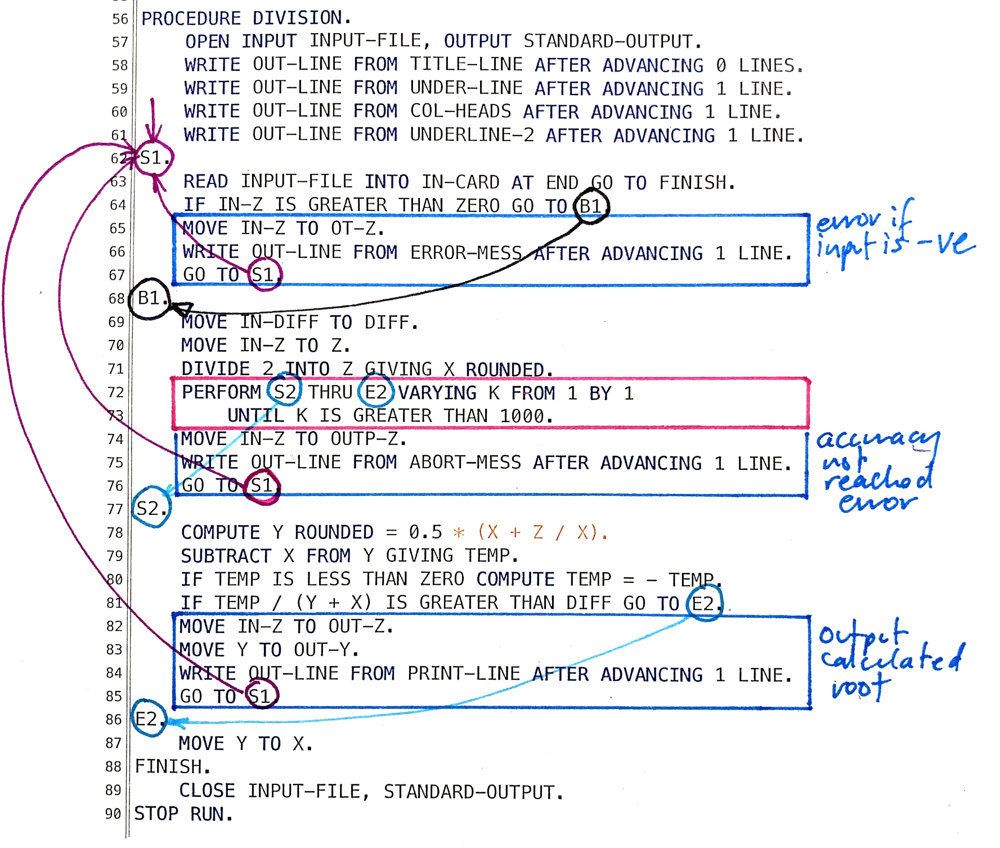 56 PROCEDURE DIVISION.
57 OPEN INPUT INPUT-FILE, OUTPUT STANDARD-OUTPUT.
58 WRITE OUT-LINE FROM TITLE-LINE AFTER ADVANCING 0 LINES.
59 WRITE OUT-LINE FROM UNDER-LINE AFTER ADVANCING 1 LINE.
60 WRITE OUT-LINE FROM COL-HEADS AFTER ADVANCING 1 LINE.
61 WRITE OUT-LINE FROM UNDERLINE-2 AFTER ADVANCING 1 LINE.
62 S1.
63 READ INPUT-FILE INTO IN-CARD AT END GO TO FINISH.
64 IF IN-Z IS GREATER THAN ZERO GO TO B1.
65 MOVE IN-Z TO OT-Z.
66 WRITE OUT-LINE FROM ERROR-MESS AFTER ADVANCING 1 LINE.
67 GO TO S1.
error if
input is -ve
68 B1.
69 MOVE IN-DIFF TO DIFF.
70 MOVE IN-Z TO Z.
71 DIVIDE 2 INTO Z GIVING X ROUNDED.
72 PERFORM S2 THRU E2 VARYING K FROM 1 BY 1
73 UNTIL K IS GREATER THAN 1000.
74 MOVE IN-Z TO OUTP-Z.
75 WRITE OUT-LINE FROM ABORT-MESS AFTER ADVANCING 1 LINE.
76 GO TO S1.
accuracy
not
reached
error
77 S2.
78 COMPUTE Y ROUNDED = 0.5 * (X + Z / X).
79 SUBTRACT X FROM Y GIVING TEMP.
80 IF TEMP IS LESS THAN ZERO COMPUTE TEMP = - TEMP.
81 IF TEMP / (Y + X) IS GREATER THAN DIFF GO TO E2.
82 MOVE IN-Z TO OUT-Z.
83 MOVE Y TO OUT-Y.
84 WRITE OUT-LINE FROM PRINT-LINE AFTER ADVANCING 1 LINE.
85 GO TO S1.
output
calculated
root
86 E2.
87 MOVE Y TO X.
88 FINISH.
89 CLOSE INPUT-FILE, STANDARD-OUTPUT.
90 STOP RUN.